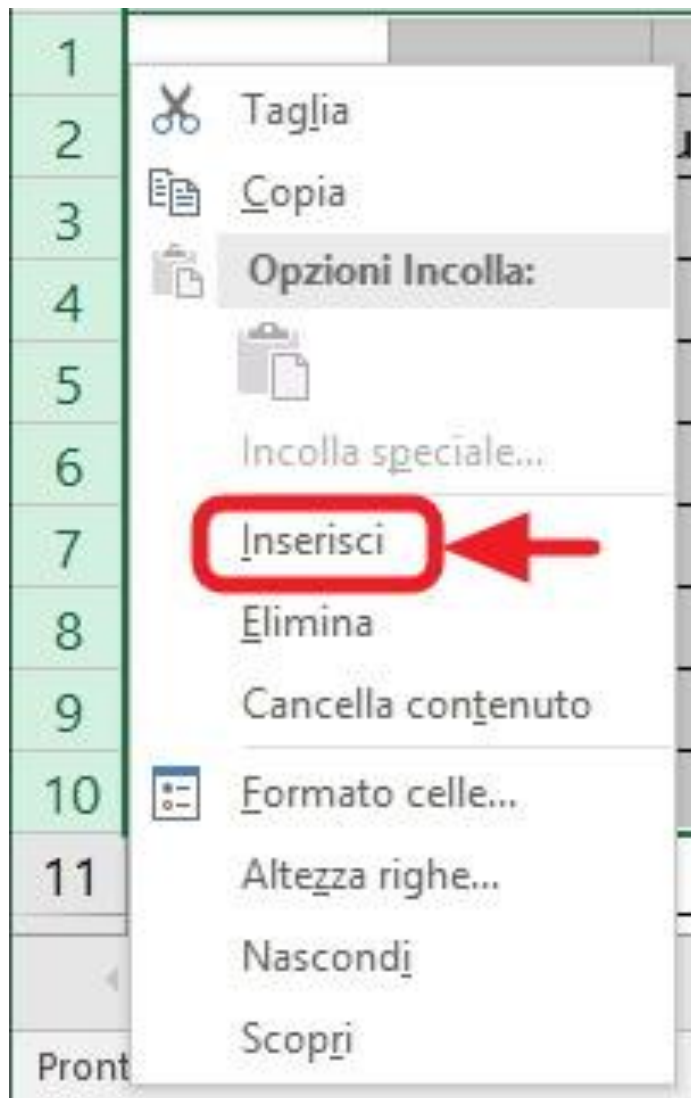 1
2
3
4
5
6
7
8
9
10
11
Taglia
Copia
Opzioni Incolla:
Incolla speciale...
Inserisci
Elimina
Cancella contenuto
Formato celle...
Altezza righe...
Nascondi
Scopri
Pront